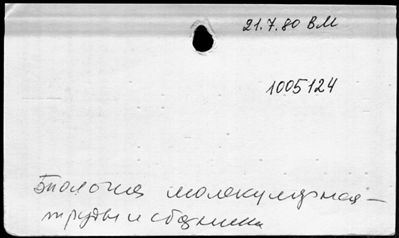 21.7.80 ВМ
1005124
Биология молекулярная —
труды и сборники